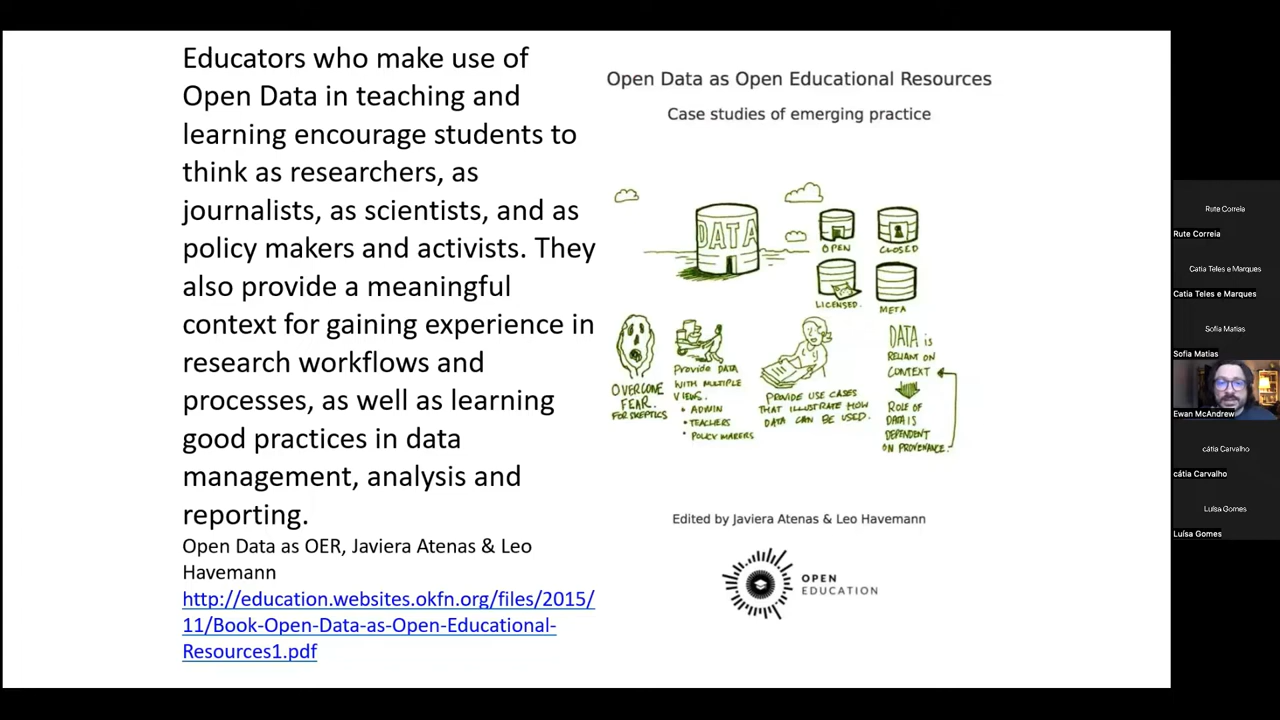 Educators who make use of
Open Data in teaching and
learning encourage students to
think as researchers, as
journalists, as scientists, and as
policy makers and activists. They
also provide a meaningful
context for gaining experience in
research workflows and
processes, as well as learning
good practices in data
management, analysis and
reporting.
Open Data as OER, Javiera Atenas & Leo
Havemann
http://education.websites.okfn.org/files/2015/
11/Book-Open-Data-as-Open-Educational-
Resources1.pdf
Open Data as Open Educational Resources
Case studies of emerging practice
DATA
OPEN
CLOSED
LICENSED.
META
OVERCOME
FEAR.
FOR SKEPTICS
PROVIDE DATA
WITH MULTIPLE
VIEWS.
• ADMIN
• TEACHERS
• POLICY MAKERS
PROVIDE USE CASES
THAT ILLUSTRATE HOW
DATA CAN BE USED.
DATA IS
RELIANT ON
CONTEXT
ROLE OF
DATA IS
DEPENDENT
ON PROVENANCE.
Edited by Javiera Atenas & Leo Havemann
OPEN
EDUCATION
Rute Correia
Rute Correia
Catia Teles e Marques
Catia Teles e Marques
Sofia Matias
Sofia Matias
Ewan McAndrew
cátia Carvalho
cátia Carvalho
Luísa Gomes
Luísa Gomes